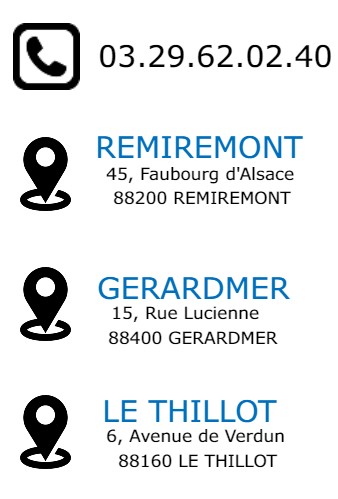 03.29.62.02.40
REMIREMONT
45, Faubourg d'Alsace
88200 REMIREMONT
GERARDMER
15, Rue Lucienne
88400 GERARDMER
LE THILLOT
6, Avenue de Verdun
88160 LE THILLOT